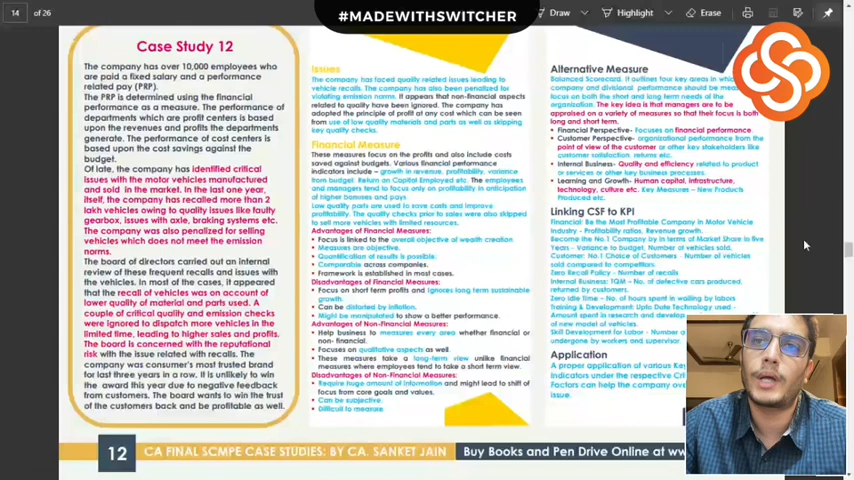 14 of 26
#MADEWITHSWITCHER
Draw
Highlight
Erase
Case Study 12
The company has over 10,000 employees who
are paid a fixed salary and a performance
related pay (PRP).
The PRP is determined using the financial
performance as a measure. The performance of
departments which are profit centers is based
upon the revenues and profits the departments
generate. The performance of cost centers is
based upon the cost savings against the
budget.
Of late, the company has identified critical
issues with the motor vehicles manufactured
and sold in the market. In the last one year,
itself, the company has recalled more than 2
lakh vehicles owing to quality issues like faulty
gearbox, issues with axle, braking systems etc.
The company was also penalized for selling
vehicles which does not meet the emission
norms.
The board of directors carried out an internal
review of these frequent recalls and issues with
the vehicles. In most of the cases, it appeared
that the recall of vehicles was on account of
lower quality of material and parts used. A
couple of critical quality and emission checks
were ignored to dispatch more vehicles in the
limited time, leading to higher sales and profits.
The board is concerned with the reputational
risk with the issue related with recalls. The
company was consumer's most trusted brand
for last three years in a row. It is unlikely to win
the award this year due to negative feedback
from customers. The board wants to win the trust
of the customers back and be profitable as well.
Issues
The company has faced quality related issues leading to
vehicle recalls. The company has also been penalized for
violating emission norms. It appears that non-financial aspects
related to quality have been ignored. The company has
adopted the principle of profit at any cost which can be seen
from use of low quality materials and parts as well as skipping
key quality checks.
Financial Measure
These measures focus on the profits and also include costs
saved against budgets. Various financial performance
indicators include – growth in revenue, profitability, variance
from budget, Return on Capital Employed etc. The employees
and managers tend to focus only on profitability in anticipation
of higher bonuses and pays.
Low quality parts are used to save costs and improve
profitability. The quality checks prior to sales were also skipped
to sell more vehicles with limited resources.
Advantages of Financial Measures:
• Focus is linked to the overall objective of wealth creation
• Measures are objective.
• Quantification of results is possible.
• Comparable across companies.
• Framework is established in most cases.
Disadvantages of Financial Measures:
• Focus on short term profits and ignores long term sustainable
growth.
• Can be distorted by inflation.
• Might be manipulated to show a better performance.
Advantages of Non-Financial Measures:
• Help business to measures every area whether financial or
non- financial.
• Focuses on qualitative aspects as well.
• These measures take a long-term view unlike financial
measures where employees tend to take a short term view.
Disadvantages of Non-Financial Measures:
• Require huge amount of information and might lead to shift of
focus from core goals and values.
• Can be subjective.
• Difficult to measure
Alternative Measure
Balanced Scorecard. It outlines four key areas in which
company and divisional performance should be meas
focus on both the short and long term needs of the
organisation. The key idea is that managers are to be
appraised on a variety of measures so that their focus is both
long and short term.
• Financial Perspective- Focuses on financial performance.
• Customer Perspective- organizational performance from the
point of view of the customer or other key stakeholders like
customer satisfaction, returns etc.
• Internal Business- Quality and efficiency related to product
or services or other key business processes.
• Learning and Growth- Human capital, infrastructure,
technology, culture etc. Key Measures – New Products
Produced etc.
Linking CSF to KPI
Financial: Be the Most Profitable Company in Motor Vehicle
Industry - Profitability ratios, Revenue growth.
Become the No.1 Company by in terms of Market Share in five
Years - Variance to budget, Number of vehicles sold.
Customer: No.1 Choice of Customers - Number of vehicles
sold compared to competitors.
Zero Recall Policy - Number of recalls
Internal Business: TQM – No. of defective cars produced,
returned by customers.
Zero Idle Time – No. of hours spent in waiting by labors
Training & Development: Upto Date Technology used -
Amount spent in research and develop
of new model of vehicles.
Skill Development for Labor - Number o
undergone by workers and supervisor.
Application
A proper application of various Key
Indicators under the respective Cri
Factors can help the company ove
issue.
12
CA FINAL SCMPE CASE STUDIES: BY CA. SANKET JAIN
Buy Books and Pen Drive Online at ww